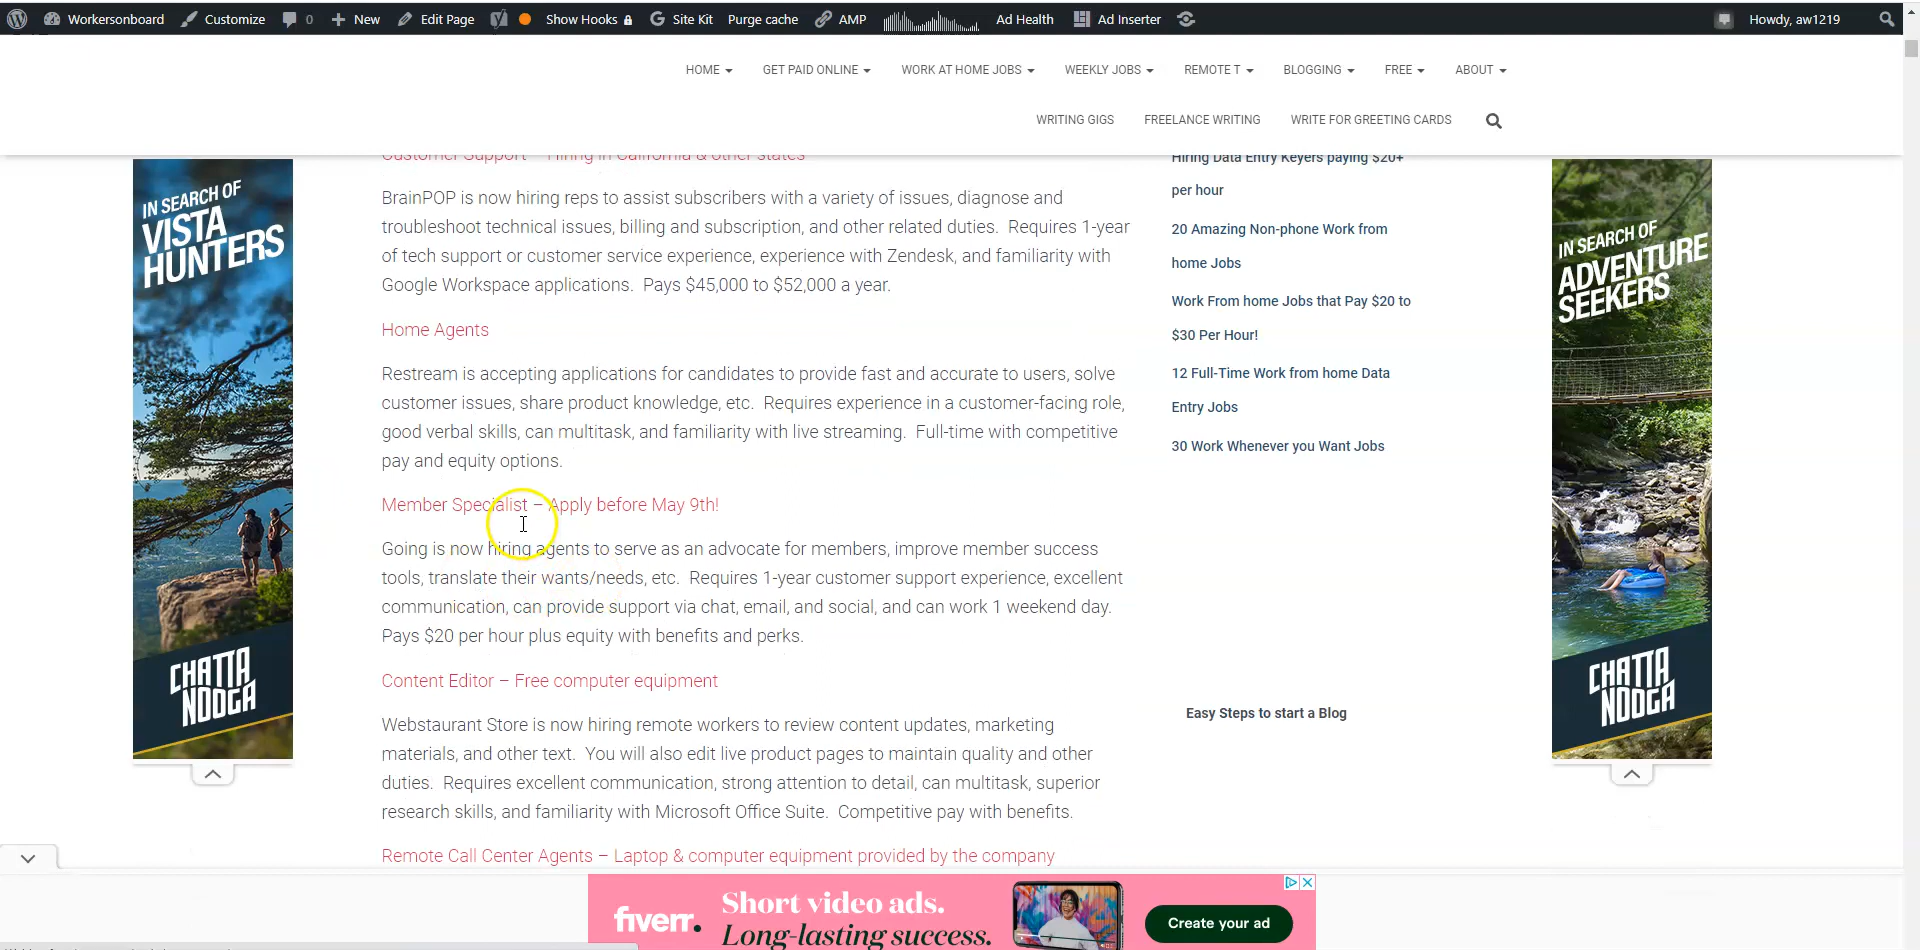 Workersboard
Customize
0
New
Edit Page
Show Hooks
Site Kit
Purge cache
AMP
Ad Health
Ad Inserter
Howdy, aw1219
HOME
GET PAID ONLINE
WORK AT HOME JOBS
WEEKLY JOBS
REMOTE T
BLOGGING
FREE
ABOUT
WRITING GIGS
FREELANCE WRITING
WRITE FOR GREETING CARDS
IN SEARCH OF
VISTA
HUNTERS
CHATTA
NOOGA
Customer Support – Hiring in California & other states
BrainPOP is now hiring reps to assist subscribers with a variety of issues, diagnose and
troubleshoot technical issues, billing and subscription, and other related duties. Requires 1-year
of tech support or customer service experience, experience with Zendesk, and familiarity with
Google Workspace applications. Pays $45,000 to $52,000 a year.
Home Agents
Restream is accepting applications for candidates to provide fast and accurate to users, solve
customer issues, share product knowledge, etc. Requires experience in a customer-facing role,
good verbal skills, can multitask, and familiarity with live streaming. Full-time with competitive
pay and equity options.
Member Specialist – Apply before May 9th!
Going is now hiring agents to serve as an advocate for members, improve member success
tools, translate their wants/needs, etc. Requires 1-year customer support experience, excellent
communication, can provide support via chat, email, and social, and can work 1 weekend day.
Pays $20 per hour plus equity with benefits and perks.
Content Editor – Free computer equipment
Webstaurant Store is now hiring remote workers to review content updates, marketing
materials, and other text. You will also edit live product pages to maintain quality and other
duties. Requires excellent communication, strong attention to detail, can multitask, superior
research skills, and familiarity with Microsoft Office Suite. Competitive pay with benefits.
Remote Call Center Agents – Laptop & computer equipment provided by the company
Hiring Data Entry Keyers paying $20+
per hour
20 Amazing Non-phone Work from
home Jobs
Work From home Jobs that Pay $20 to
$30 Per Hour!
12 Full-Time Work from home Data
Entry Jobs
30 Work Whenever you Want Jobs
Easy Steps to start a Blog
IN SEARCH OF
ADVENTURE
SEEKERS
CHATTA
NOOGA
fiverr.
Short video ads.
Long-lasting success.
Create your ad